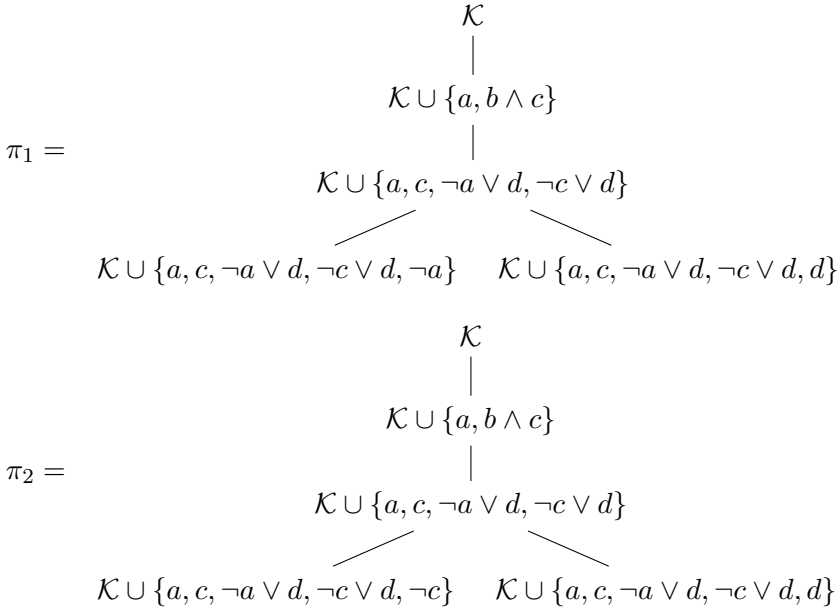 𝒦
𝒦 ∪ {a, b ∧ c}
π₁ =
𝒦 ∪ {a, c, ¬a ∨ d, ¬c ∨ d}
𝒦 ∪ {a, c, ¬a ∨ d, ¬c ∨ d, ¬a} 𝒦 ∪ {a, c, ¬a ∨ d, ¬c ∨ d, d}
𝒦
𝒦 ∪ {a, b ∧ c}
π₂ =
𝒦 ∪ {a, c, ¬a ∨ d, ¬c ∨ d}
𝒦 ∪ {a, c, ¬a ∨ d, ¬c ∨ d, ¬c} 𝒦 ∪ {a, c, ¬a ∨ d, ¬c ∨ d, d}